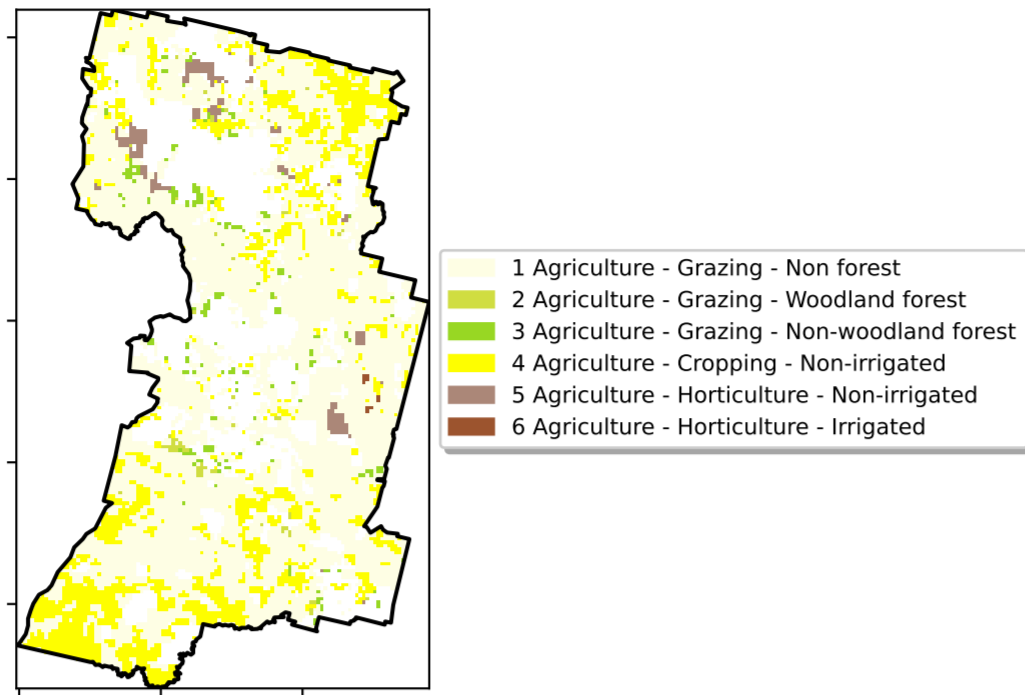 1 Agriculture - Grazing - Non forest
2 Agriculture - Grazing - Woodland forest
3 Agriculture - Grazing - Non-woodland forest
4 Agriculture - Cropping - Non-irrigated
5 Agriculture - Horticulture - Non-irrigated
6 Agriculture - Horticulture - Irrigated